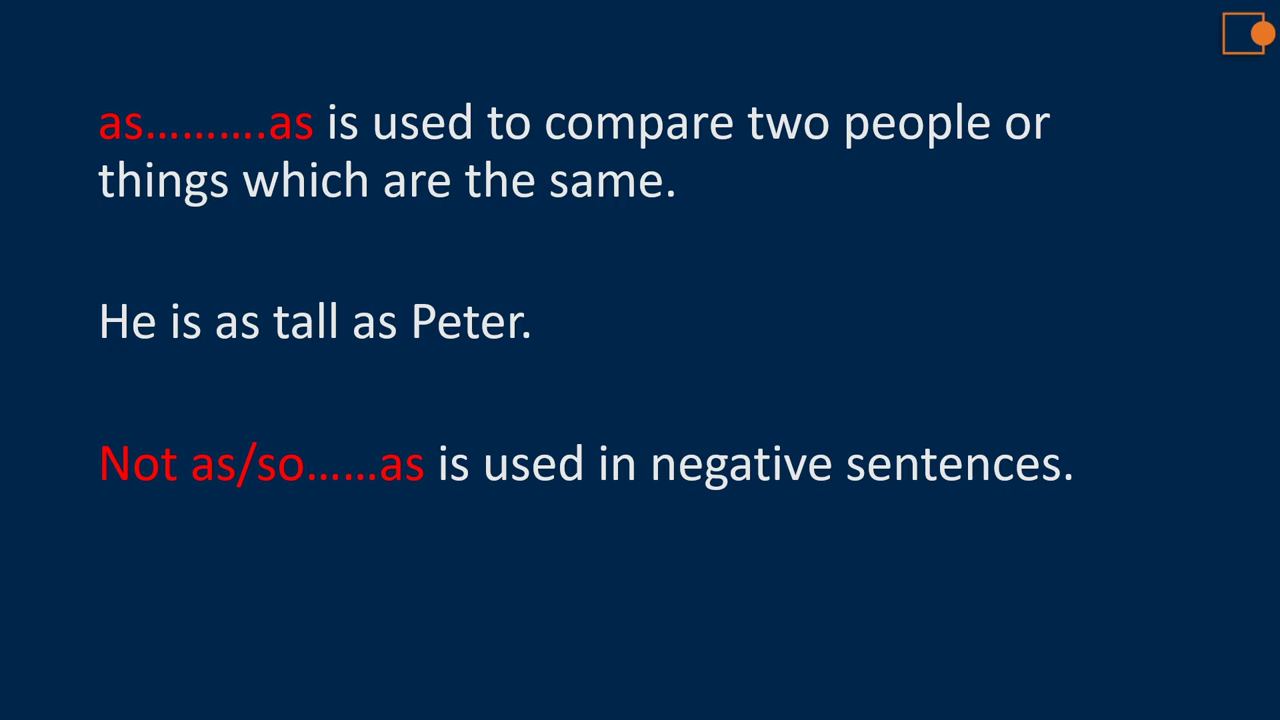 as……….as is used to compare two people or
things which are the same.
He is as tall as Peter.
Not as/so……as is used in negative sentences.